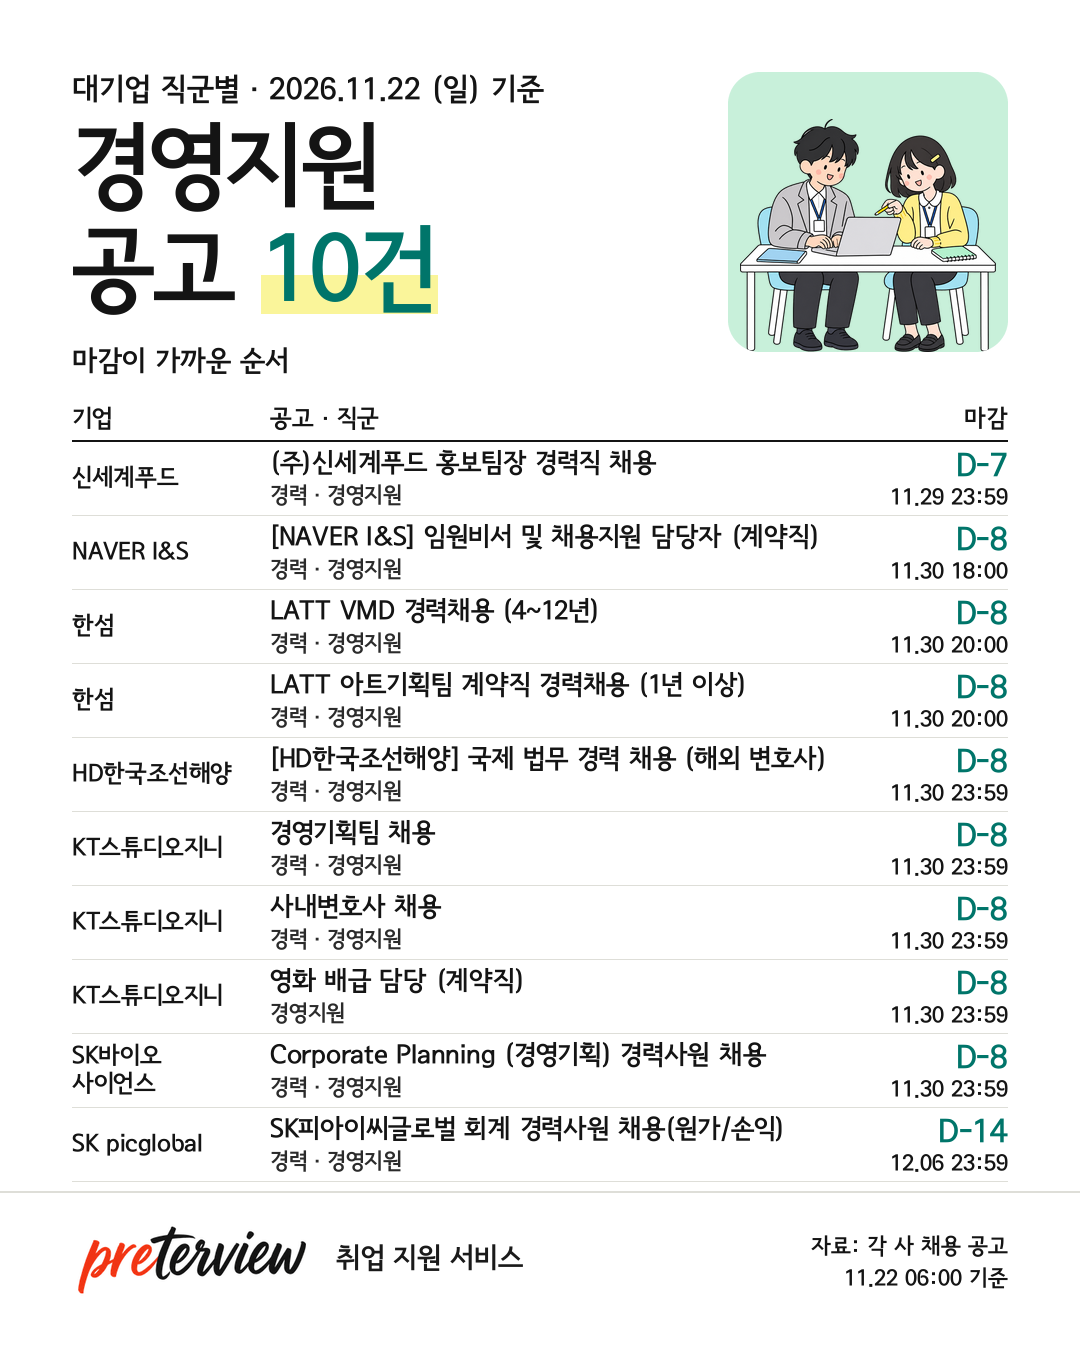 대기업 직군별 · 2026.11.22 (일) 기준
경영지원
공고 10건
마감이 가까운 순서
기업 공고 · 직군 마감
신세계푸드 (주)신세계푸드 홍보팀장 경력직 채용 D-7
경력 · 경영지원 11.29 23:59
NAVER I&S [NAVER I&S] 임원비서 및 채용지원 담당자 (계약직) D-8
경력 · 경영지원 11.30 18:00
한섬 LATT VMD 경력채용 (4~12년) D-8
경력 · 경영지원 11.30 20:00
한섬 LATT 아트기획팀 계약직 경력채용 (1년 이상) D-8
경력 · 경영지원 11.30 20:00
HD한국조선해양 [HD한국조선해양] 국제 법무 경력 채용 (해외 변호사) D-8
경력 · 경영지원 11.30 23:59
KT스튜디오지니 경영기획팀 채용 D-8
경력 · 경영지원 11.30 23:59
KT스튜디오지니 사내변호사 채용 D-8
경력 · 경영지원 11.30 23:59
KT스튜디오지니 영화 배급 담당 (계약직) D-8
경영지원 11.30 23:59
SK바이오 Corporate Planning (경영기획) 경력사원 채용 D-8
사이언스 경력 · 경영지원 11.30 23:59
SK picglobal SK피아이씨글로벌 회계 경력사원 채용(원가/손익) D-14
경력 · 경영지원 12.06 23:59
preterview 취업 지원 서비스
자료: 각 사 채용 공고
11.22 06:00 기준